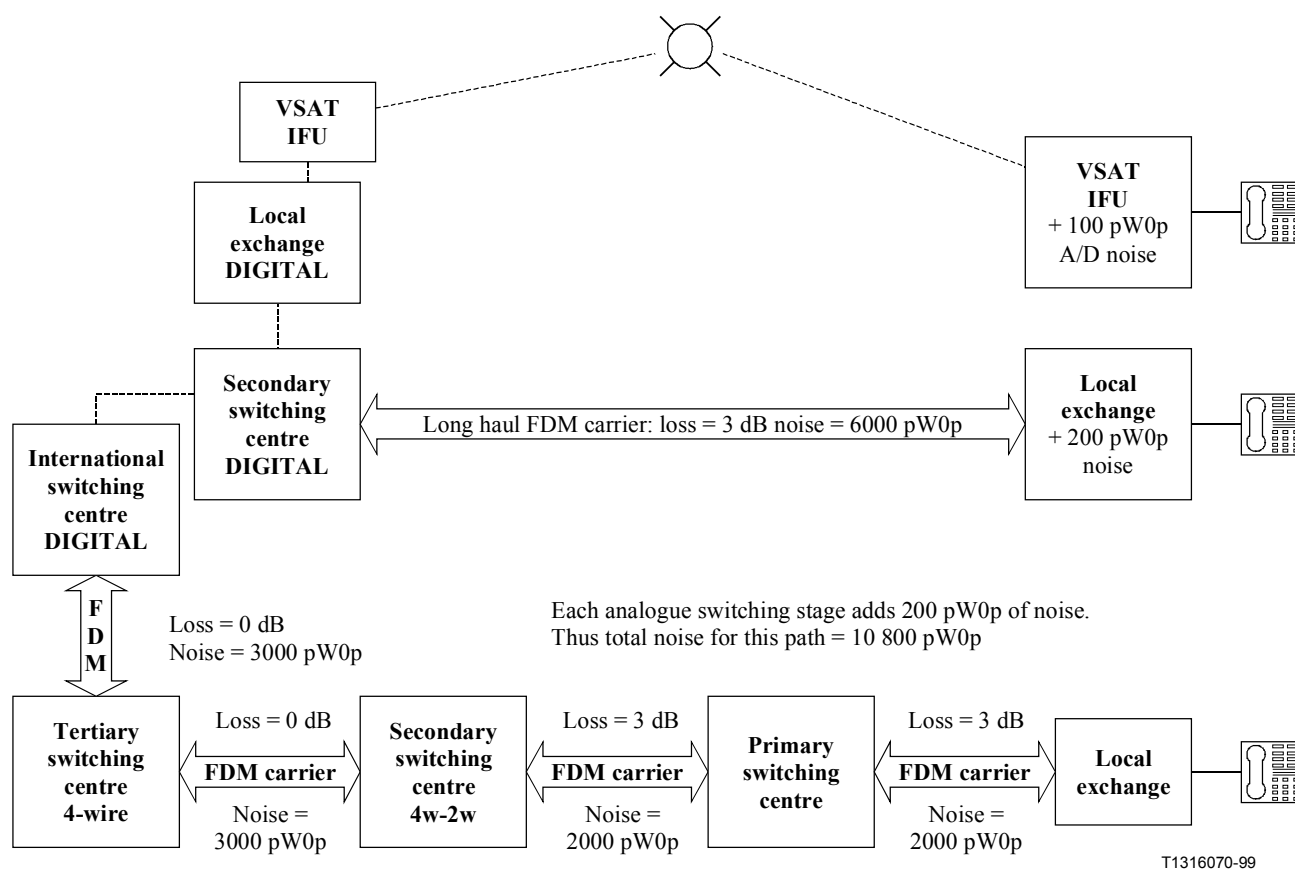 VSAT
IFU
VSAT
IFU
+ 100 pW0p
A/D noise
Local
exchange
DIGITAL
Secondary
switching
centre
DIGITAL
Long haul FDM carrier: loss = 3 dB noise = 6000 pW0p
Local
exchange
+ 200 pW0p
noise
International
switching
centre
DIGITAL
F
D
M
Loss = 0 dB
Noise = 3000 pW0p
Each analogue switching stage adds 200 pW0p of noise.
Thus total noise for this path = 10 800 pW0p
Tertiary
switching
centre
4-wire
Loss = 0 dB
FDM carrier
Noise =
3000 pW0p
Secondary
switching
centre
4w-2w
Loss = 3 dB
FDM carrier
Noise =
2000 pW0p
Primary
switching
centre
Loss = 3 dB
FDM carrier
Noise =
2000 pW0p
Local
exchange
T1316070-99